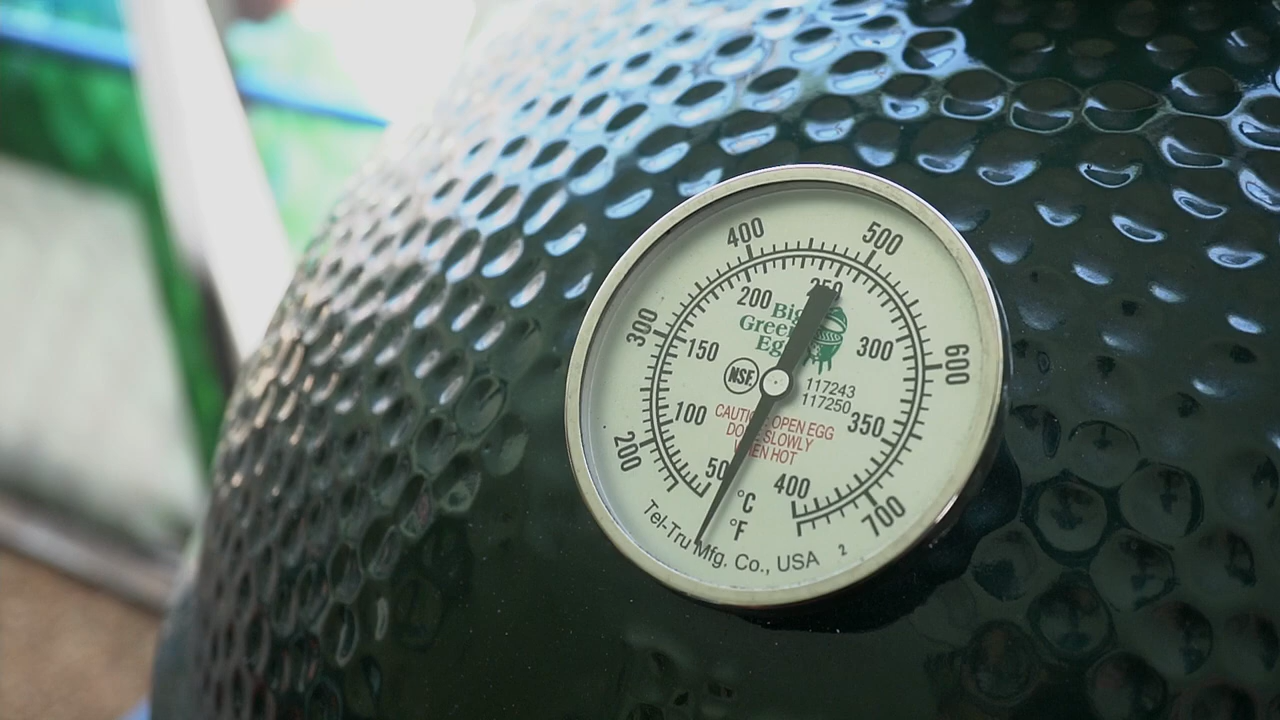 400
500
300
600
200
700
200
250
150
300
100
350
50
400
Big
Green
Egg
NSF
117243
117250
CAUTION: OPEN EGG
DOME SLOWLY
WHEN HOT
°C
°F
Tel-Tru Mfg. Co., USA 2